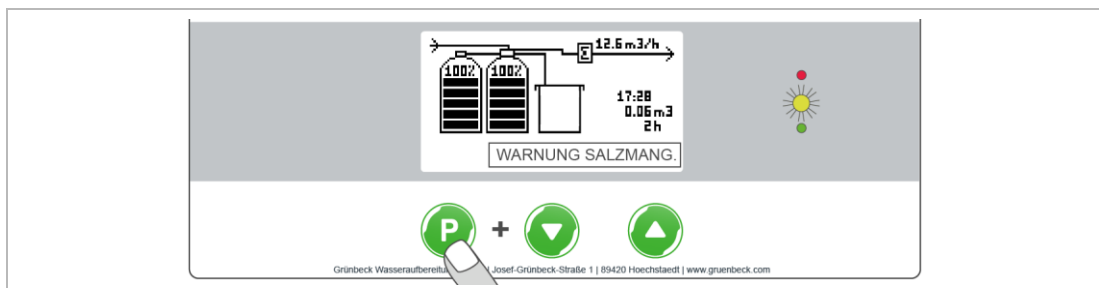 12.6 m3/h
100% 100%
17:28
0.06 m3
2 h
WARNUNG SALZMANG.
P + 
Grünbeck Wasseraufbereitu | Josef-Grünbeck-Straße 1 | 89420 Hoechstaedt | www.gruenbeck.com